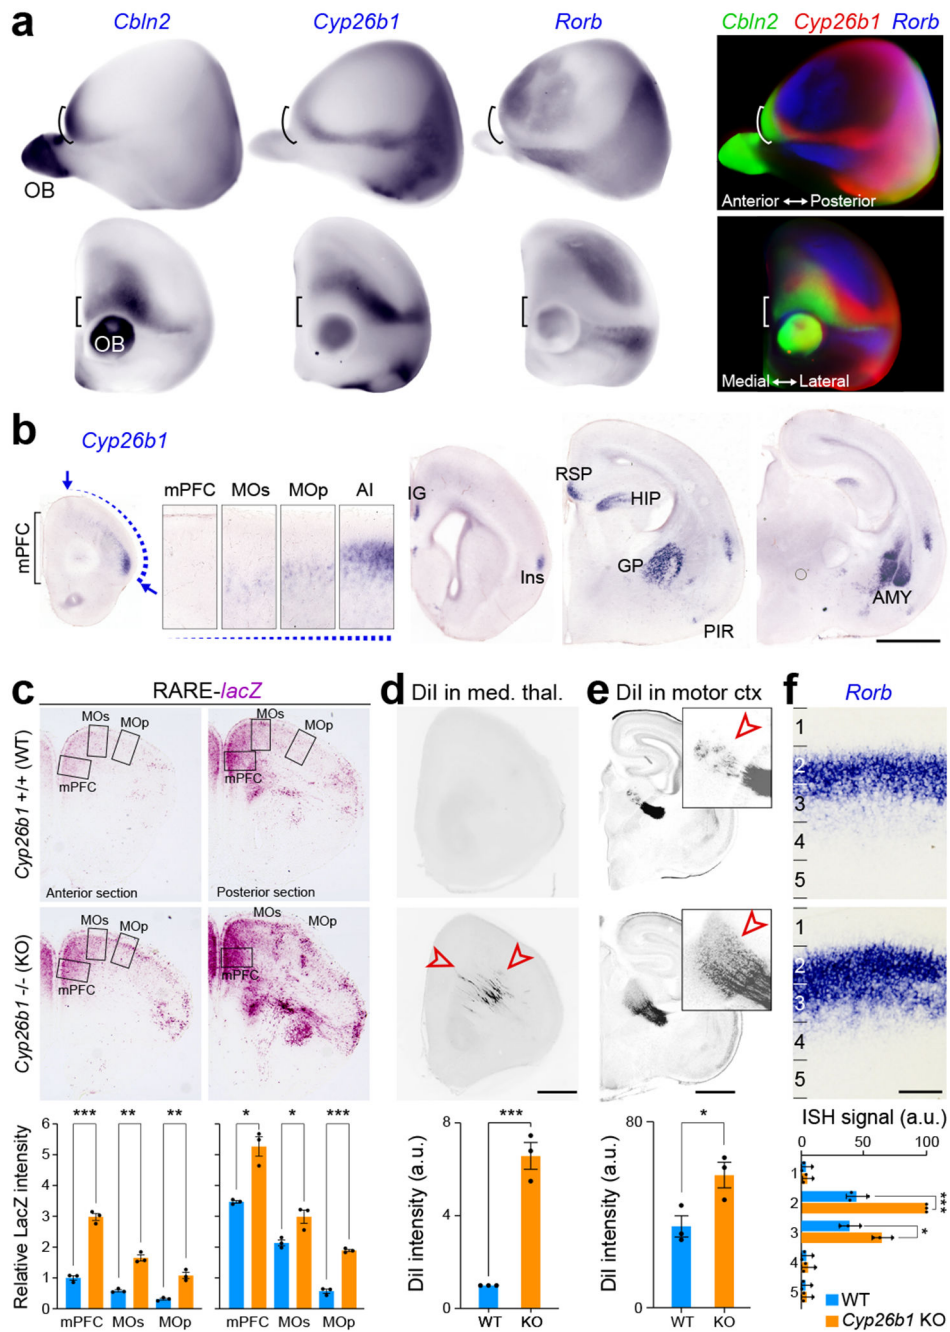 a
Cbln2 Cyp26b1 Rorb Cbln2 Cyp26b1 Rorb
OB
Anterior ↔ Posterior
OB
Medial ↔ Lateral
b
Cyp26b1
mPFC
mPFC MOs MOp AI
IG
Ins
RSP
HIP
GP
PIR
AMY
c
RARE-lacZ
Cyp26b1 +/+ (WT)
MOs
MOp
mPFC
Anterior section
MOs
MOp
mPFC
Posterior section
Cyp26b1 -/- (KO)
MOs
MOp
mPFC
MOs
MOp
mPFC
Relative LacZ intensity
6
5
4
3
2
1
0
*** ** **
* * ***
mPFC MOs MOp
mPFC MOs MOp
d
DiI in med. thal.
DiI intensity (a.u.)
8
4
0
***
WT KO
e
DiI in motor ctx
DiI intensity (a.u.)
80
0
*
WT KO
f
Rorb
1
2
3
4
5
1
2
3
4
5
ISH signal (a.u.)
0 50 100
1
2
3
4
5
***
*
WT
Cyp26b1 KO